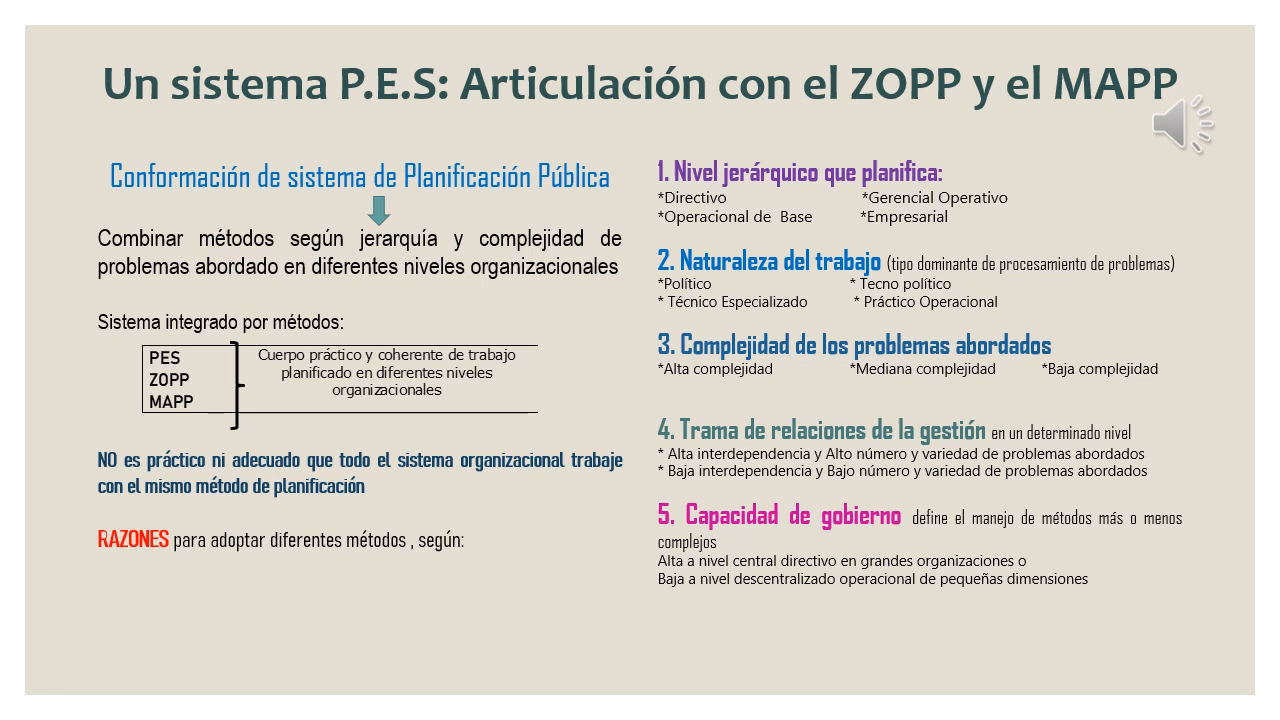 Un sistema P.E.S: Articulación con el ZOPP y el MAPP
Conformación de sistema de Planificación Pública
Combinar métodos según jerarquía y complejidad de
problemas abordado en diferentes niveles organizacionales
Sistema integrado por métodos:
PES
ZOPP
MAPP
Cuerpo práctico y coherente de trabajo
planificado en diferentes niveles
organizacionales
NO es práctico ni adecuado que todo el sistema organizacional trabaje
con el mismo método de planificación
RAZONES para adoptar diferentes métodos , según:
1. Nivel jerárquico que planifica:
*Directivo *Gerencial Operativo
*Operacional de Base *Empresarial
2. Naturaleza del trabajo (tipo dominante de procesamiento de problemas)
*Político * Tecno político
* Técnico Especializado * Práctico Operacional
3. Complejidad de los problemas abordados
*Alta complejidad *Mediana complejidad *Baja complejidad
4. Trama de relaciones de la gestión en un determinado nivel
* Alta interdependencia y Alto número y variedad de problemas abordados
* Baja interdependencia y Bajo número y variedad de problemas abordados
5. Capacidad de gobierno define el manejo de métodos más o menos
complejos
Alta a nivel central directivo en grandes organizaciones o
Baja a nivel descentralizado operacional de pequeñas dimensiones